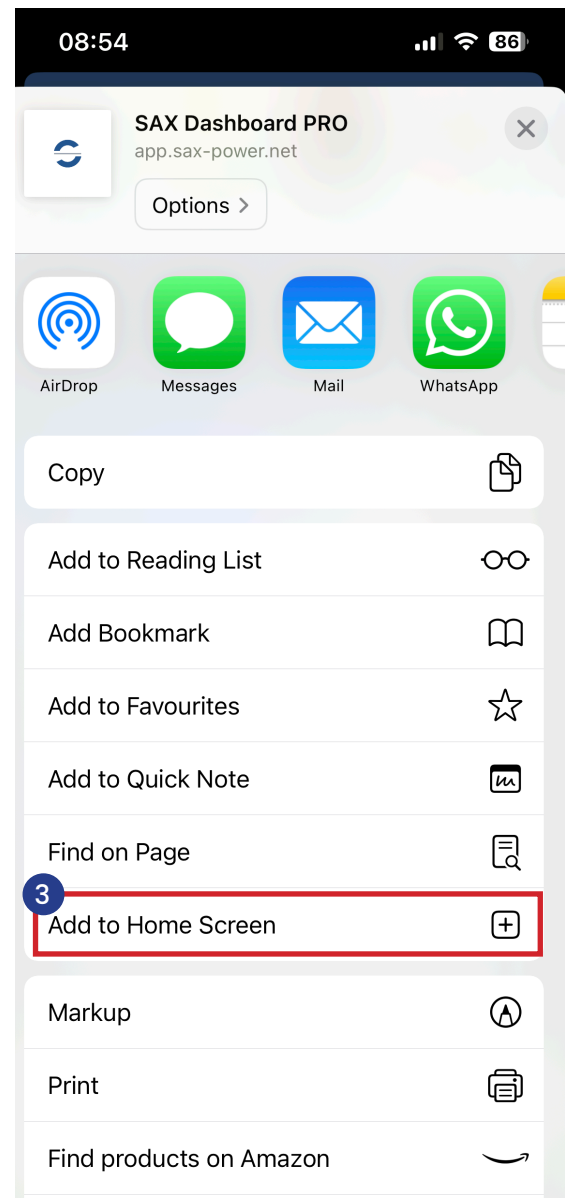 08:54
86
SAX Dashboard PRO
app.sax-power.net
Options >
AirDrop
Messages
Mail
WhatsApp
Copy
Add to Reading List
Add Bookmark
Add to Favourites
Add to Quick Note
Find on Page
3
Add to Home Screen
Markup
Print
Find products on Amazon